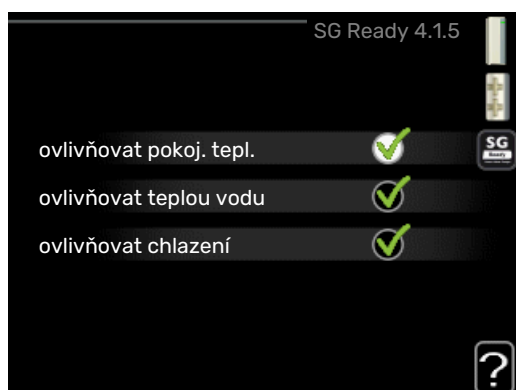 SG Ready 4.1.5
SG
Ready
ovlivňovat pokoj. tepl.
ovlivňovat teplou vodu
ovlivňovat chlazení
?